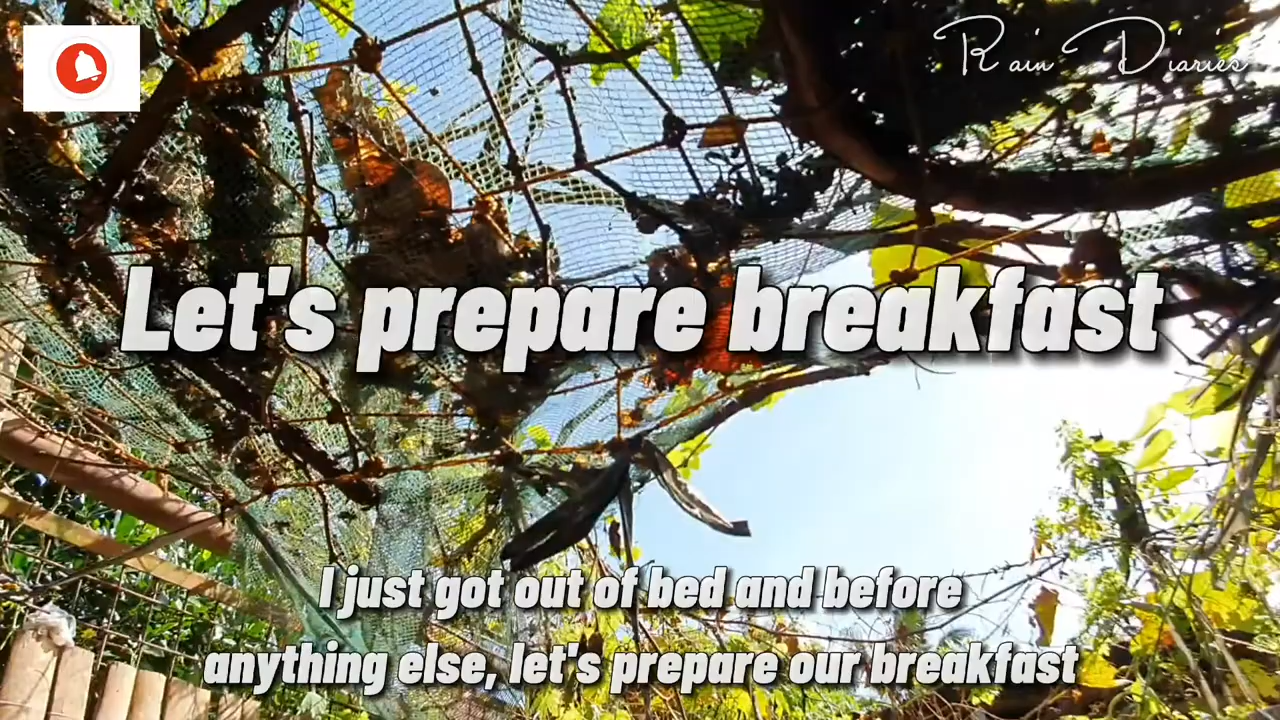 Rain Diaries
Let's prepare breakfast
I just got out of bed and before
anything else, let's prepare our breakfast